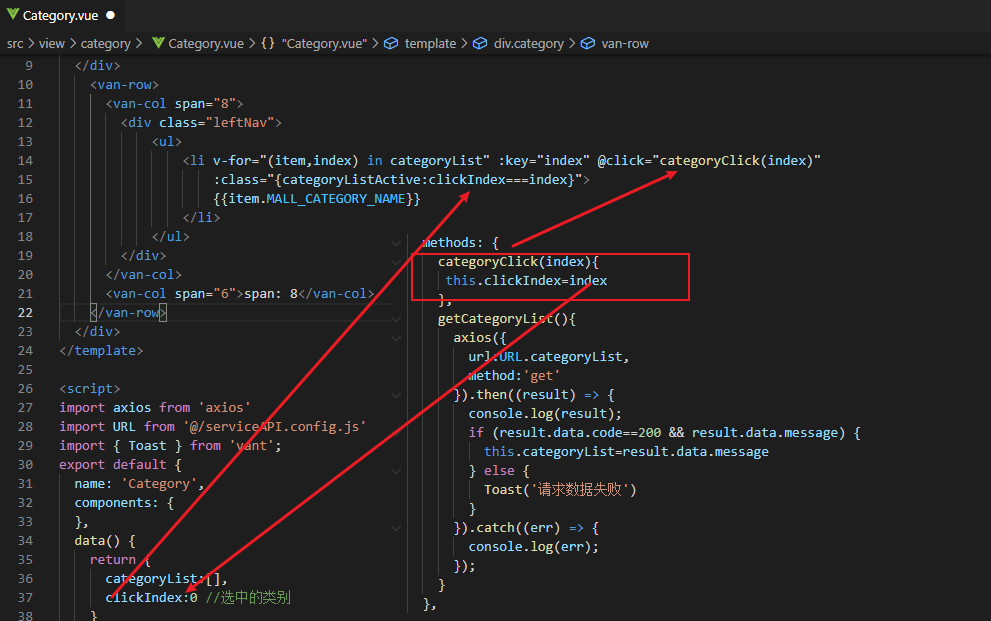 Category.vue
src > view > category > Category.vue > {} "Category.vue" > template > div.category > van-row
9 </div>
10 <van-row>
11 <van-col span="8">
12 <div class="leftNav">
13 <ul>
14 <li v-for="(item,index) in categoryList" :key="index" @click="categoryClick(index)"
15 :class="{categoryListActive:clickIndex===index}">
16 {{item.MALL_CATEGORY_NAME}}
17 </li>
18 </ul>
19 </div>
20 </van-col>
21 <van-col span="6">span: 8</van-col>
22 </van-row>
23 </div>
24 </template>
25
26 <script>
27 import axios from 'axios'
28 import URL from '@/serviceAPI.config.js'
29 import { Toast } from 'vant';
30 export default {
31 name: 'Category',
32 components: {
33 },
34 data() {
35 return {
36 categoryList:[],
37 clickIndex:0 //选中的类别
38 }
methods: {
categoryClick(index){
this.clickIndex=index
},
getCategoryList(){
axios({
url:URL.categoryList,
method:'get'
}).then((result) => {
console.log(result);
if (result.data.code==200 && result.data.message) {
this.categoryList=result.data.message
} else {
Toast('请求数据失败')
}
}).catch((err) => {
console.log(err);
});
}
},